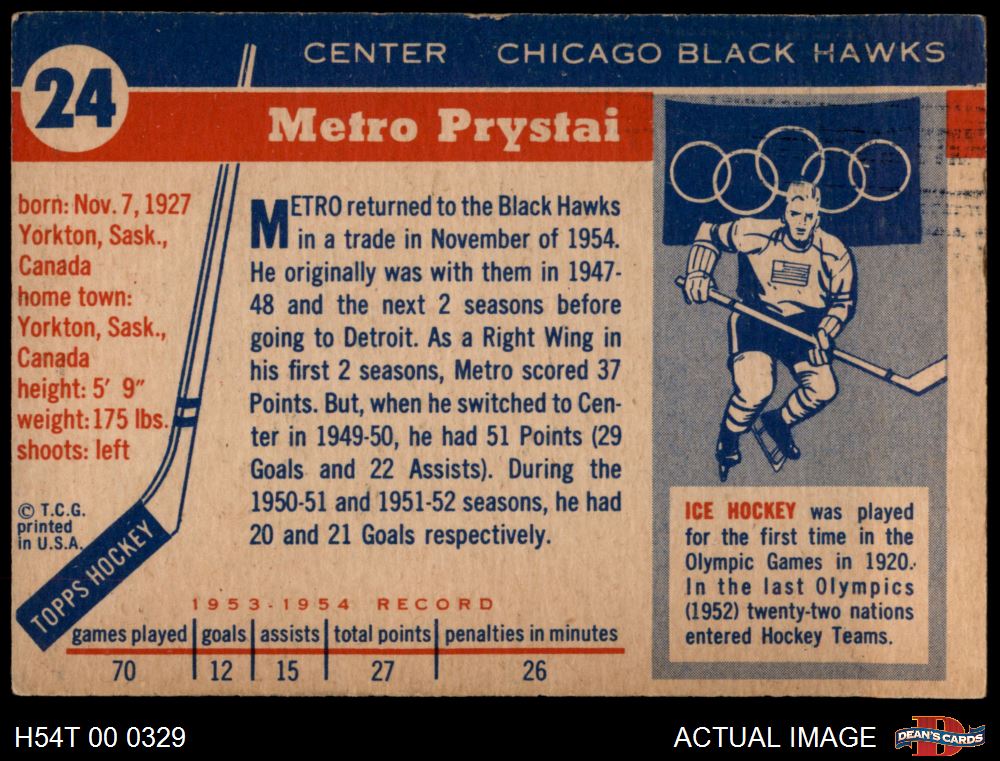 24
CENTER CHICAGO BLACK HAWKS
Metro Prystai
born: Nov. 7, 1927
Yorkton, Sask.,
Canada
home town:
Yorkton, Sask.,
Canada
height: 5' 9"
weight: 175 lbs.
shoots: left
© T.C.G.
printed
in U.S.A.
TOPPS HOCKEY
METRO returned to the Black Hawks
in a trade in November of 1954.
He originally was with them in 1947-
48 and the next 2 seasons before
going to Detroit. As a Right Wing in
his first 2 seasons, Metro scored 37
Points. But, when he switched to Cen-
ter in 1949-50, he had 51 Points (29
Goals and 22 Assists). During the
1950-51 and 1951-52 seasons, he had
20 and 21 Goals respectively.
ICE HOCKEY was played
for the first time in the
Olympic Games in 1920.
In the last Olympics
(1952) twenty-two nations
entered Hockey Teams.
1953-1954 RECORD
games played goals assists total points penalties in minutes
70 12 15 27 26
H54T 00 0329
ACTUAL IMAGE
D
DEAN'S CARDS